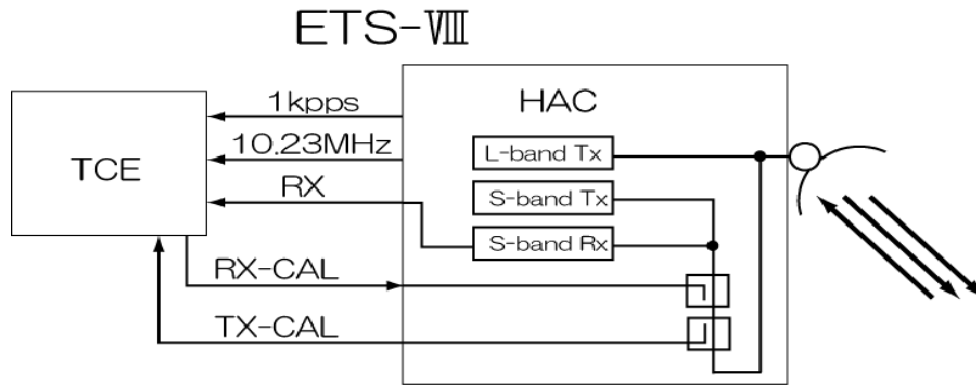 ETS-Ⅷ
1kpps
HAC
10.23MHz
L-band Tx
TCE
RX
S-band Tx
S-band Rx
RX-CAL
TX-CAL